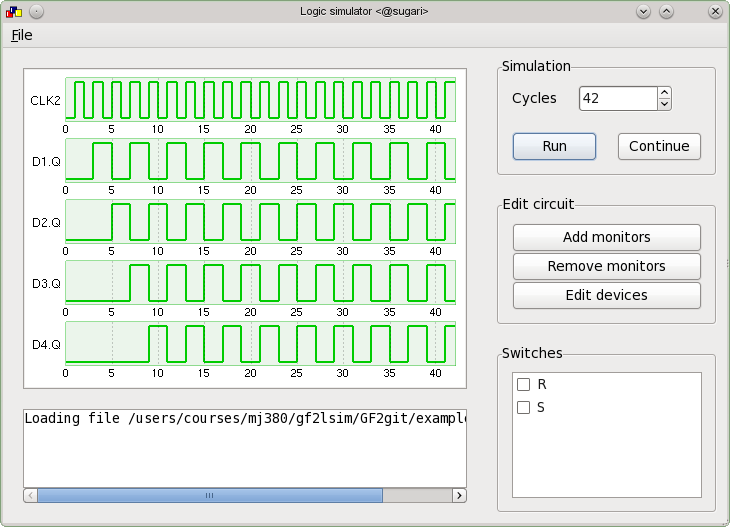 Logic simulator <@sugari>
File
CLK2
0 5 10 15 20 25 30 35 40
D1.Q
0 5 10 15 20 25 30 35 40
D2.Q
0 5 10 15 20 25 30 35 40
D3.Q
0 5 10 15 20 25 30 35 40
D4.Q
0 5 10 15 20 25 30 35 40
Loading file /users/courses/mj380/gf2lsim/GF2git/example
Simulation
Cycles 42
Run Continue
Edit circuit
Add monitors
Remove monitors
Edit devices
Switches
R
S